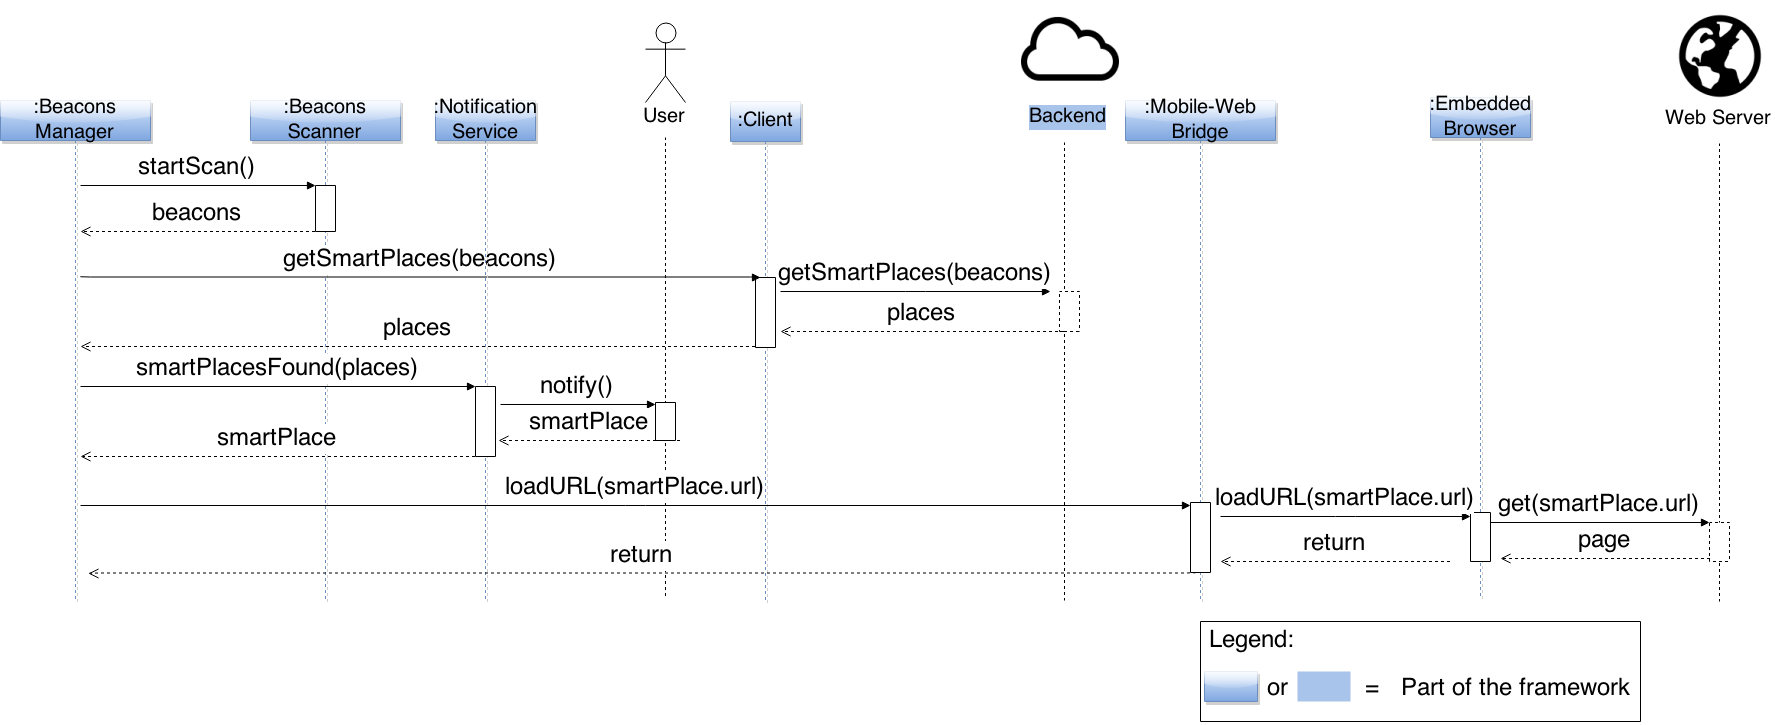 :Beacons
Manager
:Beacons
Scanner
:Notification
Service
User
:Client
Backend
:Mobile-Web
Bridge
:Embedded
Browser
Web Server
startScan()
beacons
getSmartPlaces(beacons)
getSmartPlaces(beacons)
places
places
smartPlacesFound(places)
notify()
smartPlace
smartPlace
loadURL(smartPlace.url)
loadURL(smartPlace.url)
get(smartPlace.url)
page
return
return
Legend:
or = Part of the framework